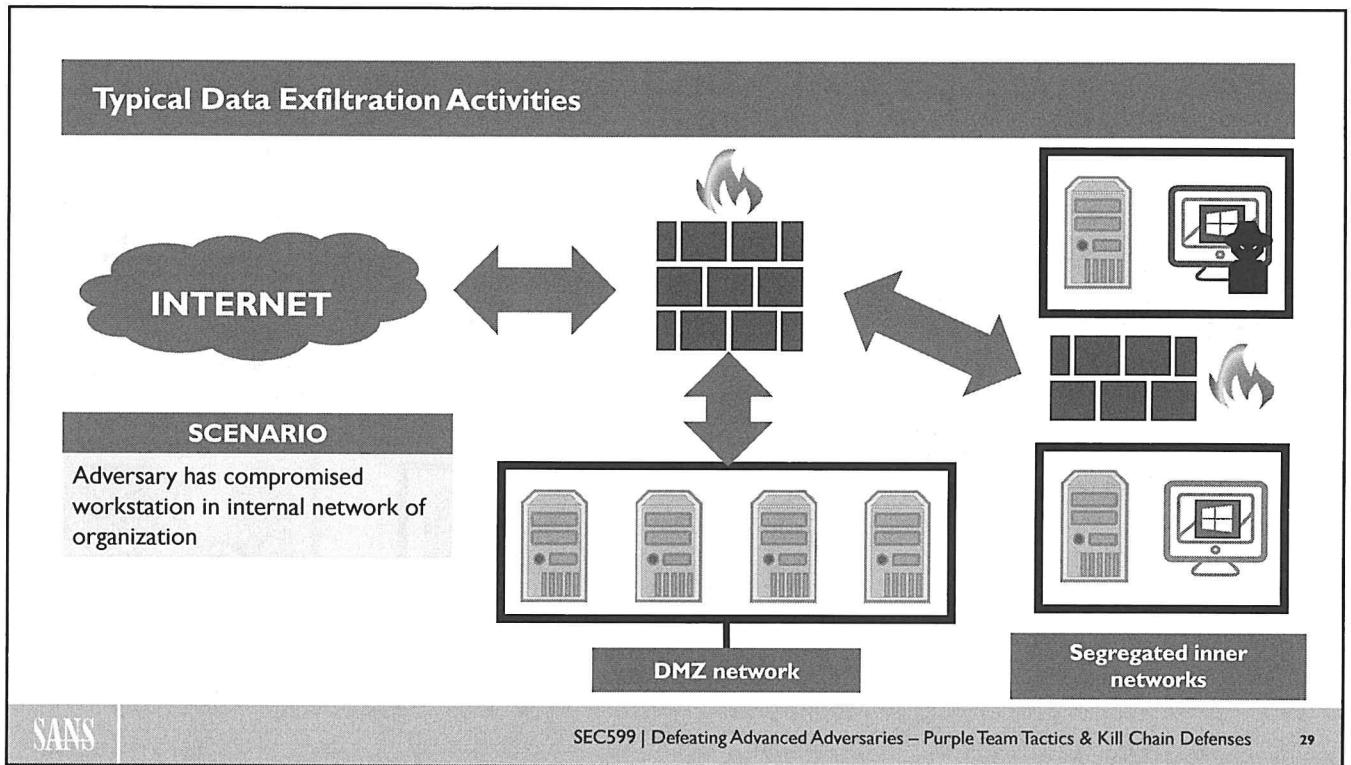 Typical Data Exfiltration Activities
INTERNET
SCENARIO
Adversary has compromised
workstation in internal network of
organization
DMZ network
Segregated inner
networks
SANS
SEC599 | Defeating Advanced Adversaries – Purple Team Tactics & Kill Chain Defenses 29